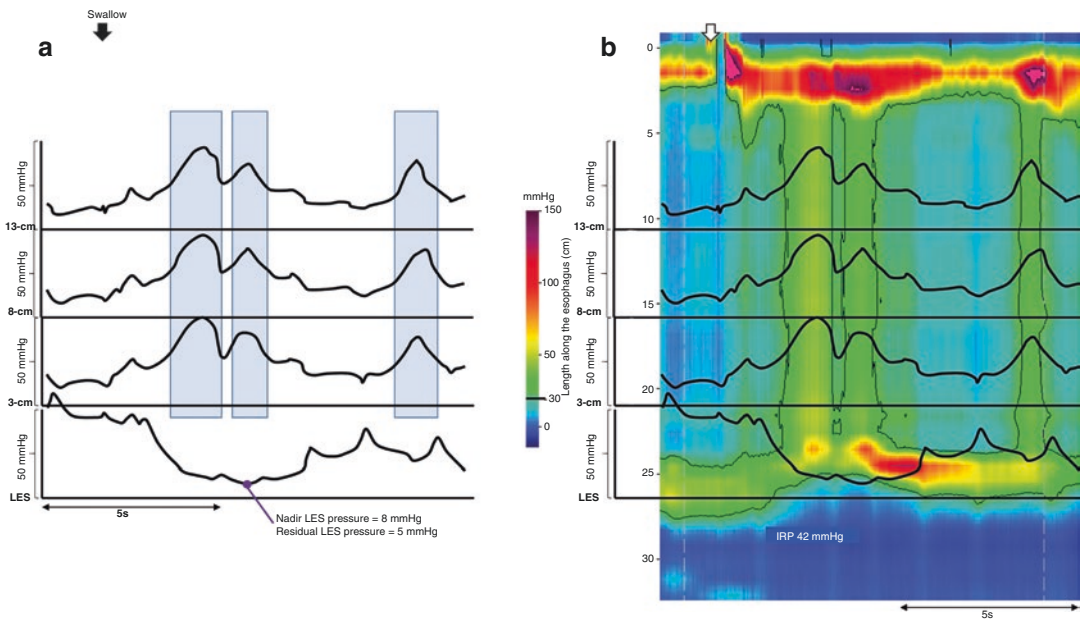 Swallow
a
50 mmHg
13-cm
50 mmHg
8-cm
50 mmHg
3-cm
50 mmHg
LES
5s
Nadir LES pressure = 8 mmHg
Residual LES pressure = 5 mmHg
mmHg
150
100
50
30
0
Length along the esophagus (cm)
b
0
5
10
15
20
25
30
50 mmHg
13-cm
50 mmHg
8-cm
50 mmHg
3-cm
50 mmHg
LES
IRP 42 mmHg
5s